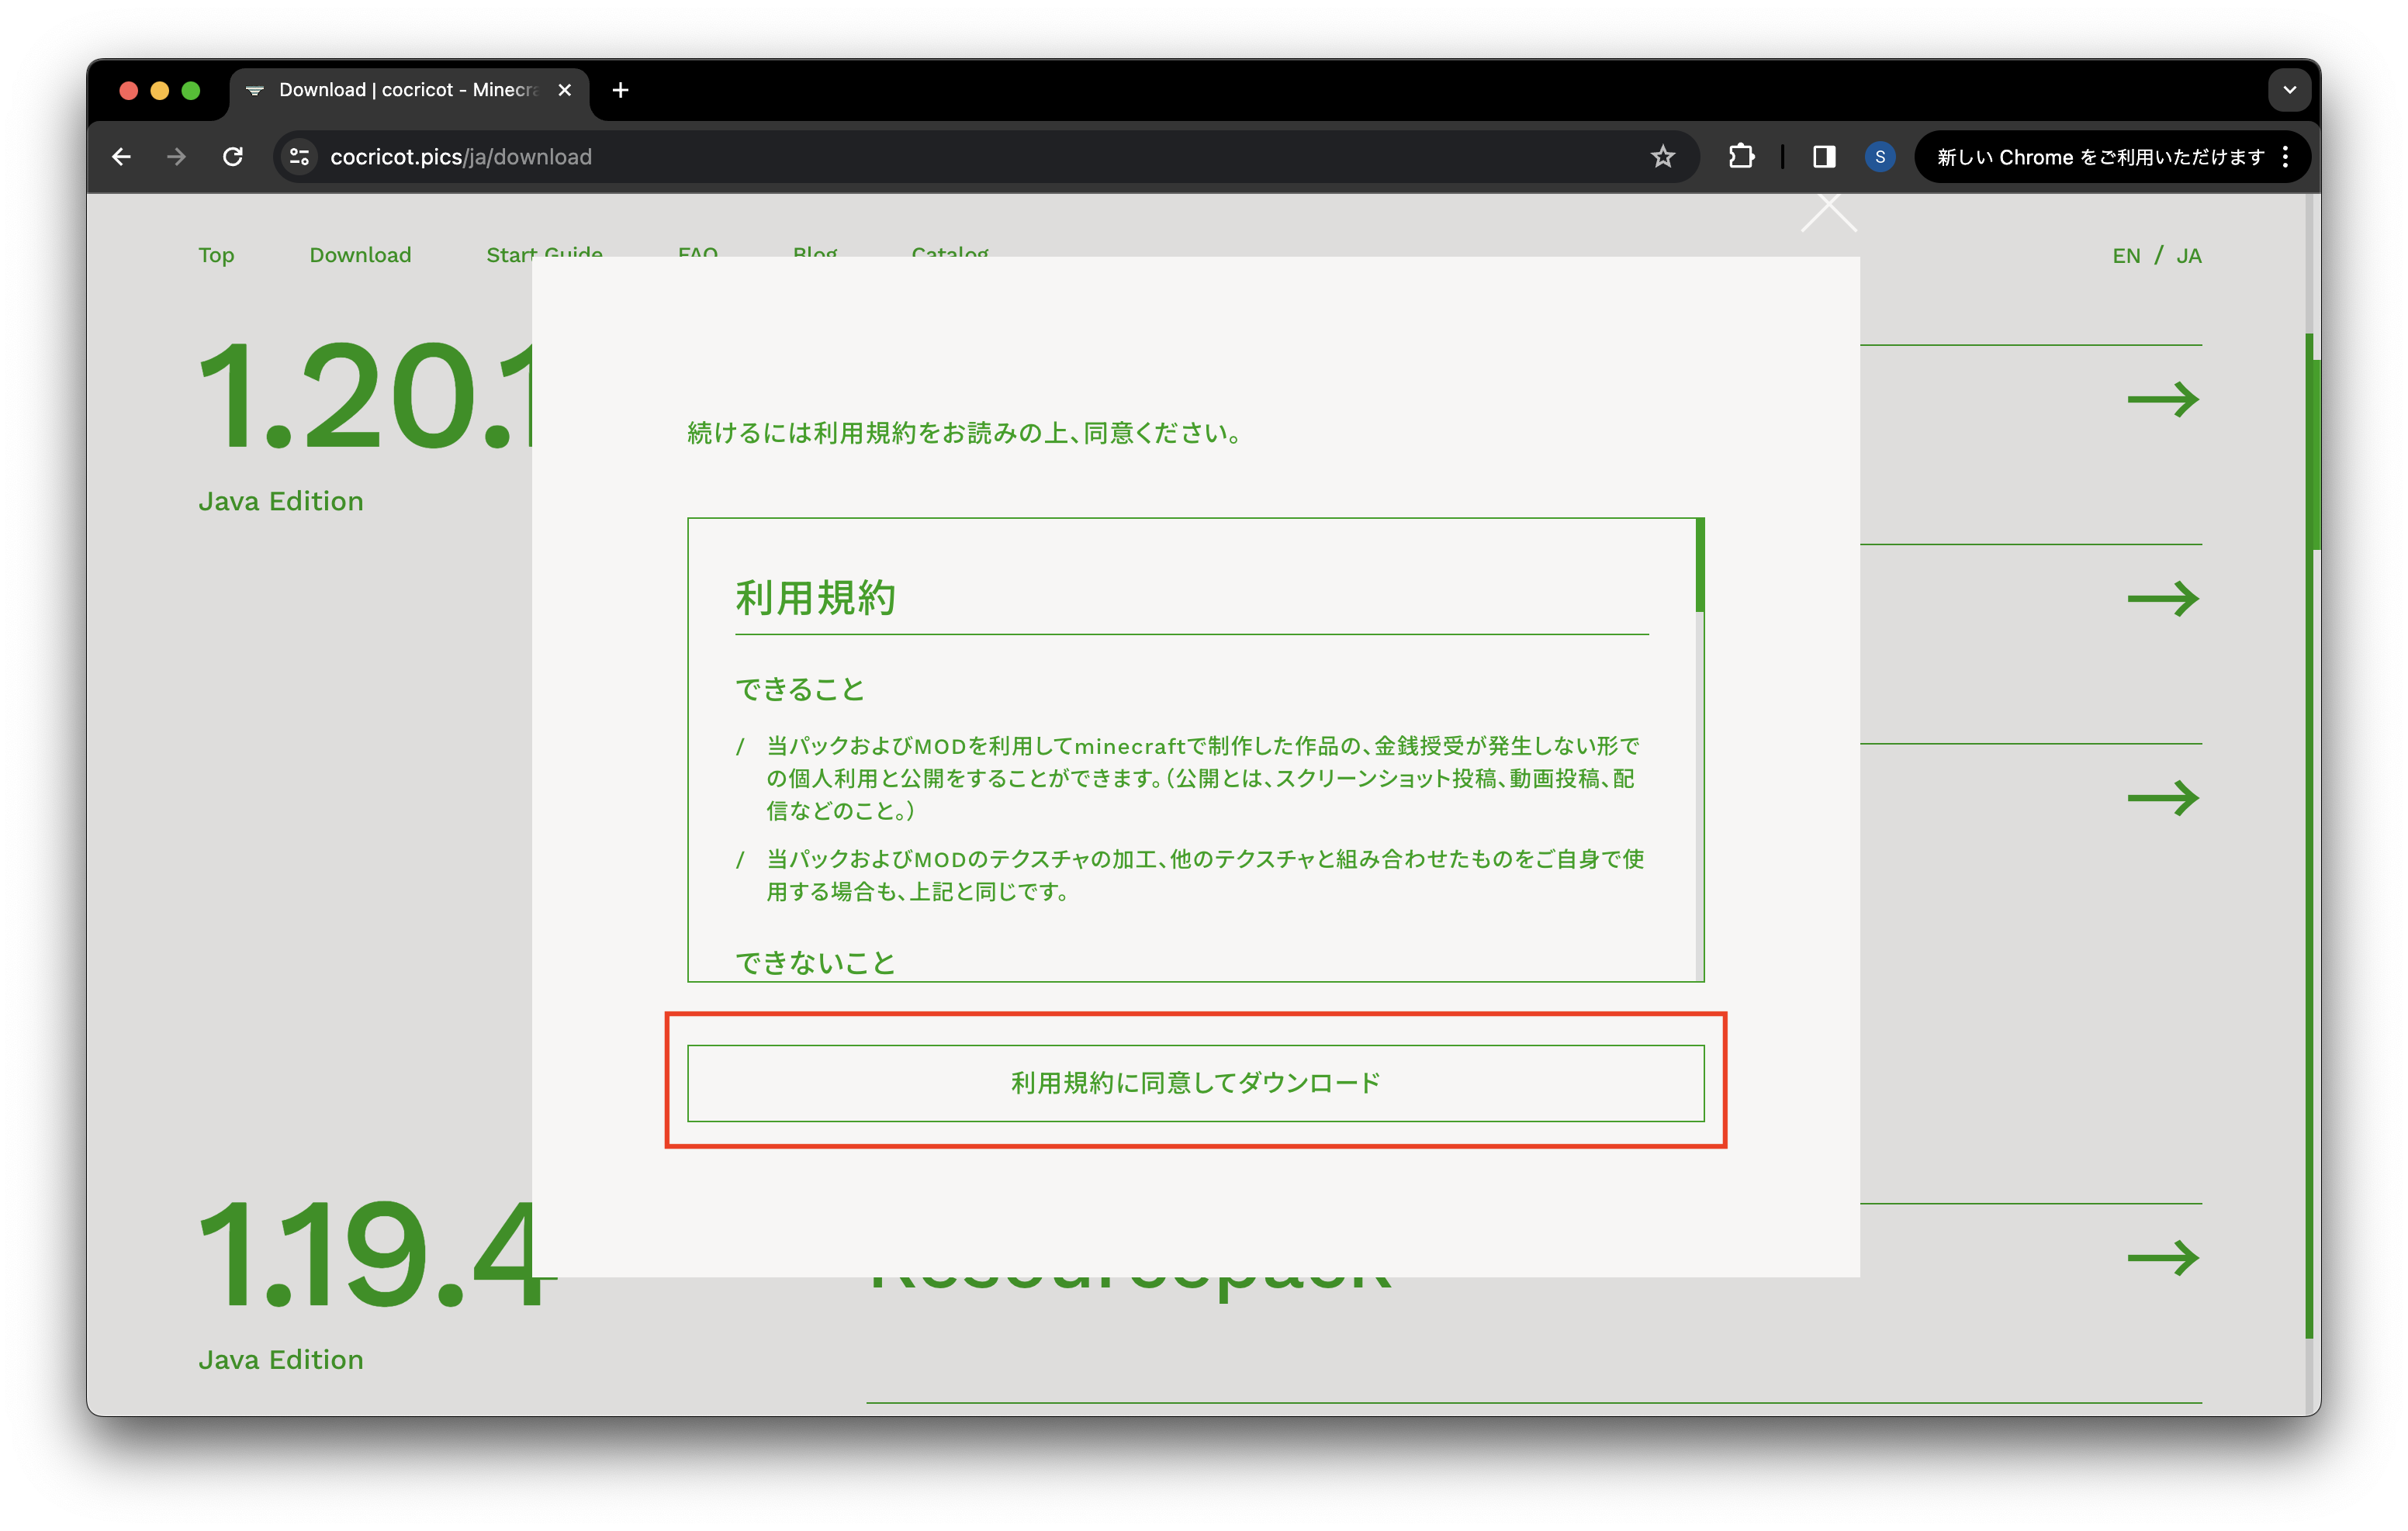 Download | cocricot - Minecra
cocricot.pics/ja/download
S
新しい Chrome をご利用いただけます
Top
Download
Start Guide
FAQ
Blog
Catalog
EN / JA
1.20.1
Java Edition
続けるには利用規約をお読みの上、同意ください。
利用規約
できること
/ 当パックおよびMODを利用してminecraftで制作した作品の、金銭授受が発生しない形で
の個人利用と公開をすることができます。（公開とは、スクリーンショット投稿、動画投稿、配
信などのこと。）
/ 当パックおよびMODのテクスチャの加工、他のテクスチャと組み合わせたものをご自身で使
用する場合も、上記と同じです。
できないこと
利用規約に同意してダウンロード
1.19.4
Resourcepack
Java Edition